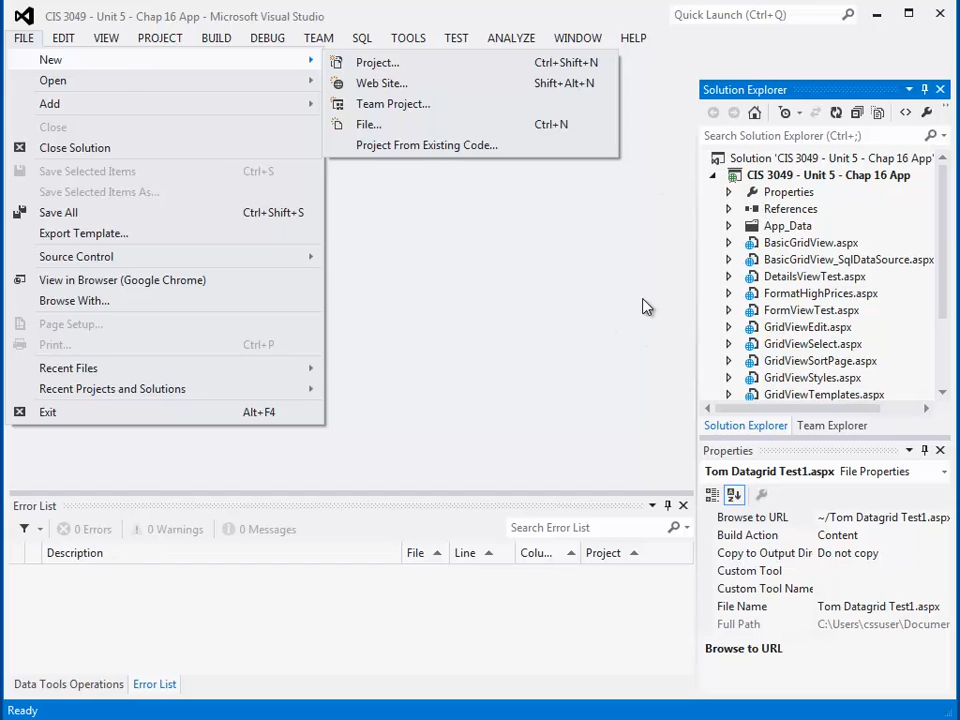 CIS 3049 - Unit 5 - Chap 16 App - Microsoft Visual Studio
Quick Launch (Ctrl+Q)
FILE EDIT VIEW PROJECT BUILD DEBUG TEAM SQL TOOLS TEST ANALYZE WINDOW HELP
New
Open
Add
Close
Close Solution
Save Selected Items Ctrl+S
Save Selected Items As...
Save All Ctrl+Shift+S
Export Template...
Source Control
View in Browser (Google Chrome)
Browse With...
Page Setup...
Print... Ctrl+P
Recent Files
Recent Projects and Solutions
Exit Alt+F4
Project... Ctrl+Shift+N
Web Site... Shift+Alt+N
Team Project...
File... Ctrl+N
Project From Existing Code...
Solution Explorer
Search Solution Explorer (Ctrl+;)
Solution 'CIS 3049 - Unit 5 - Chap 16 App'
CIS 3049 - Unit 5 - Chap 16 App
Properties
References
App_Data
BasicGridView.aspx
BasicGridView_SqlDataSource.aspx
DetailsViewTest.aspx
FormatHighPrices.aspx
FormViewTest.aspx
GridViewEdit.aspx
GridViewSelect.aspx
GridViewSortPage.aspx
GridViewStyles.aspx
GridViewTemplates.aspx
Solution Explorer Team Explorer
Properties
Tom Datagrid Test1.aspx File Properties
Browse to URL ~/Tom Datagrid Test1.aspx
Build Action Content
Copy to Output Dir Do not copy
Custom Tool
Custom Tool Name
File Name Tom Datagrid Test1.aspx
Full Path C:\Users\cssuser\Documen
Browse to URL
Error List
0 Errors 0 Warnings 0 Messages
Search Error List
Description File Line Colu... Project
Data Tools Operations Error List
Ready